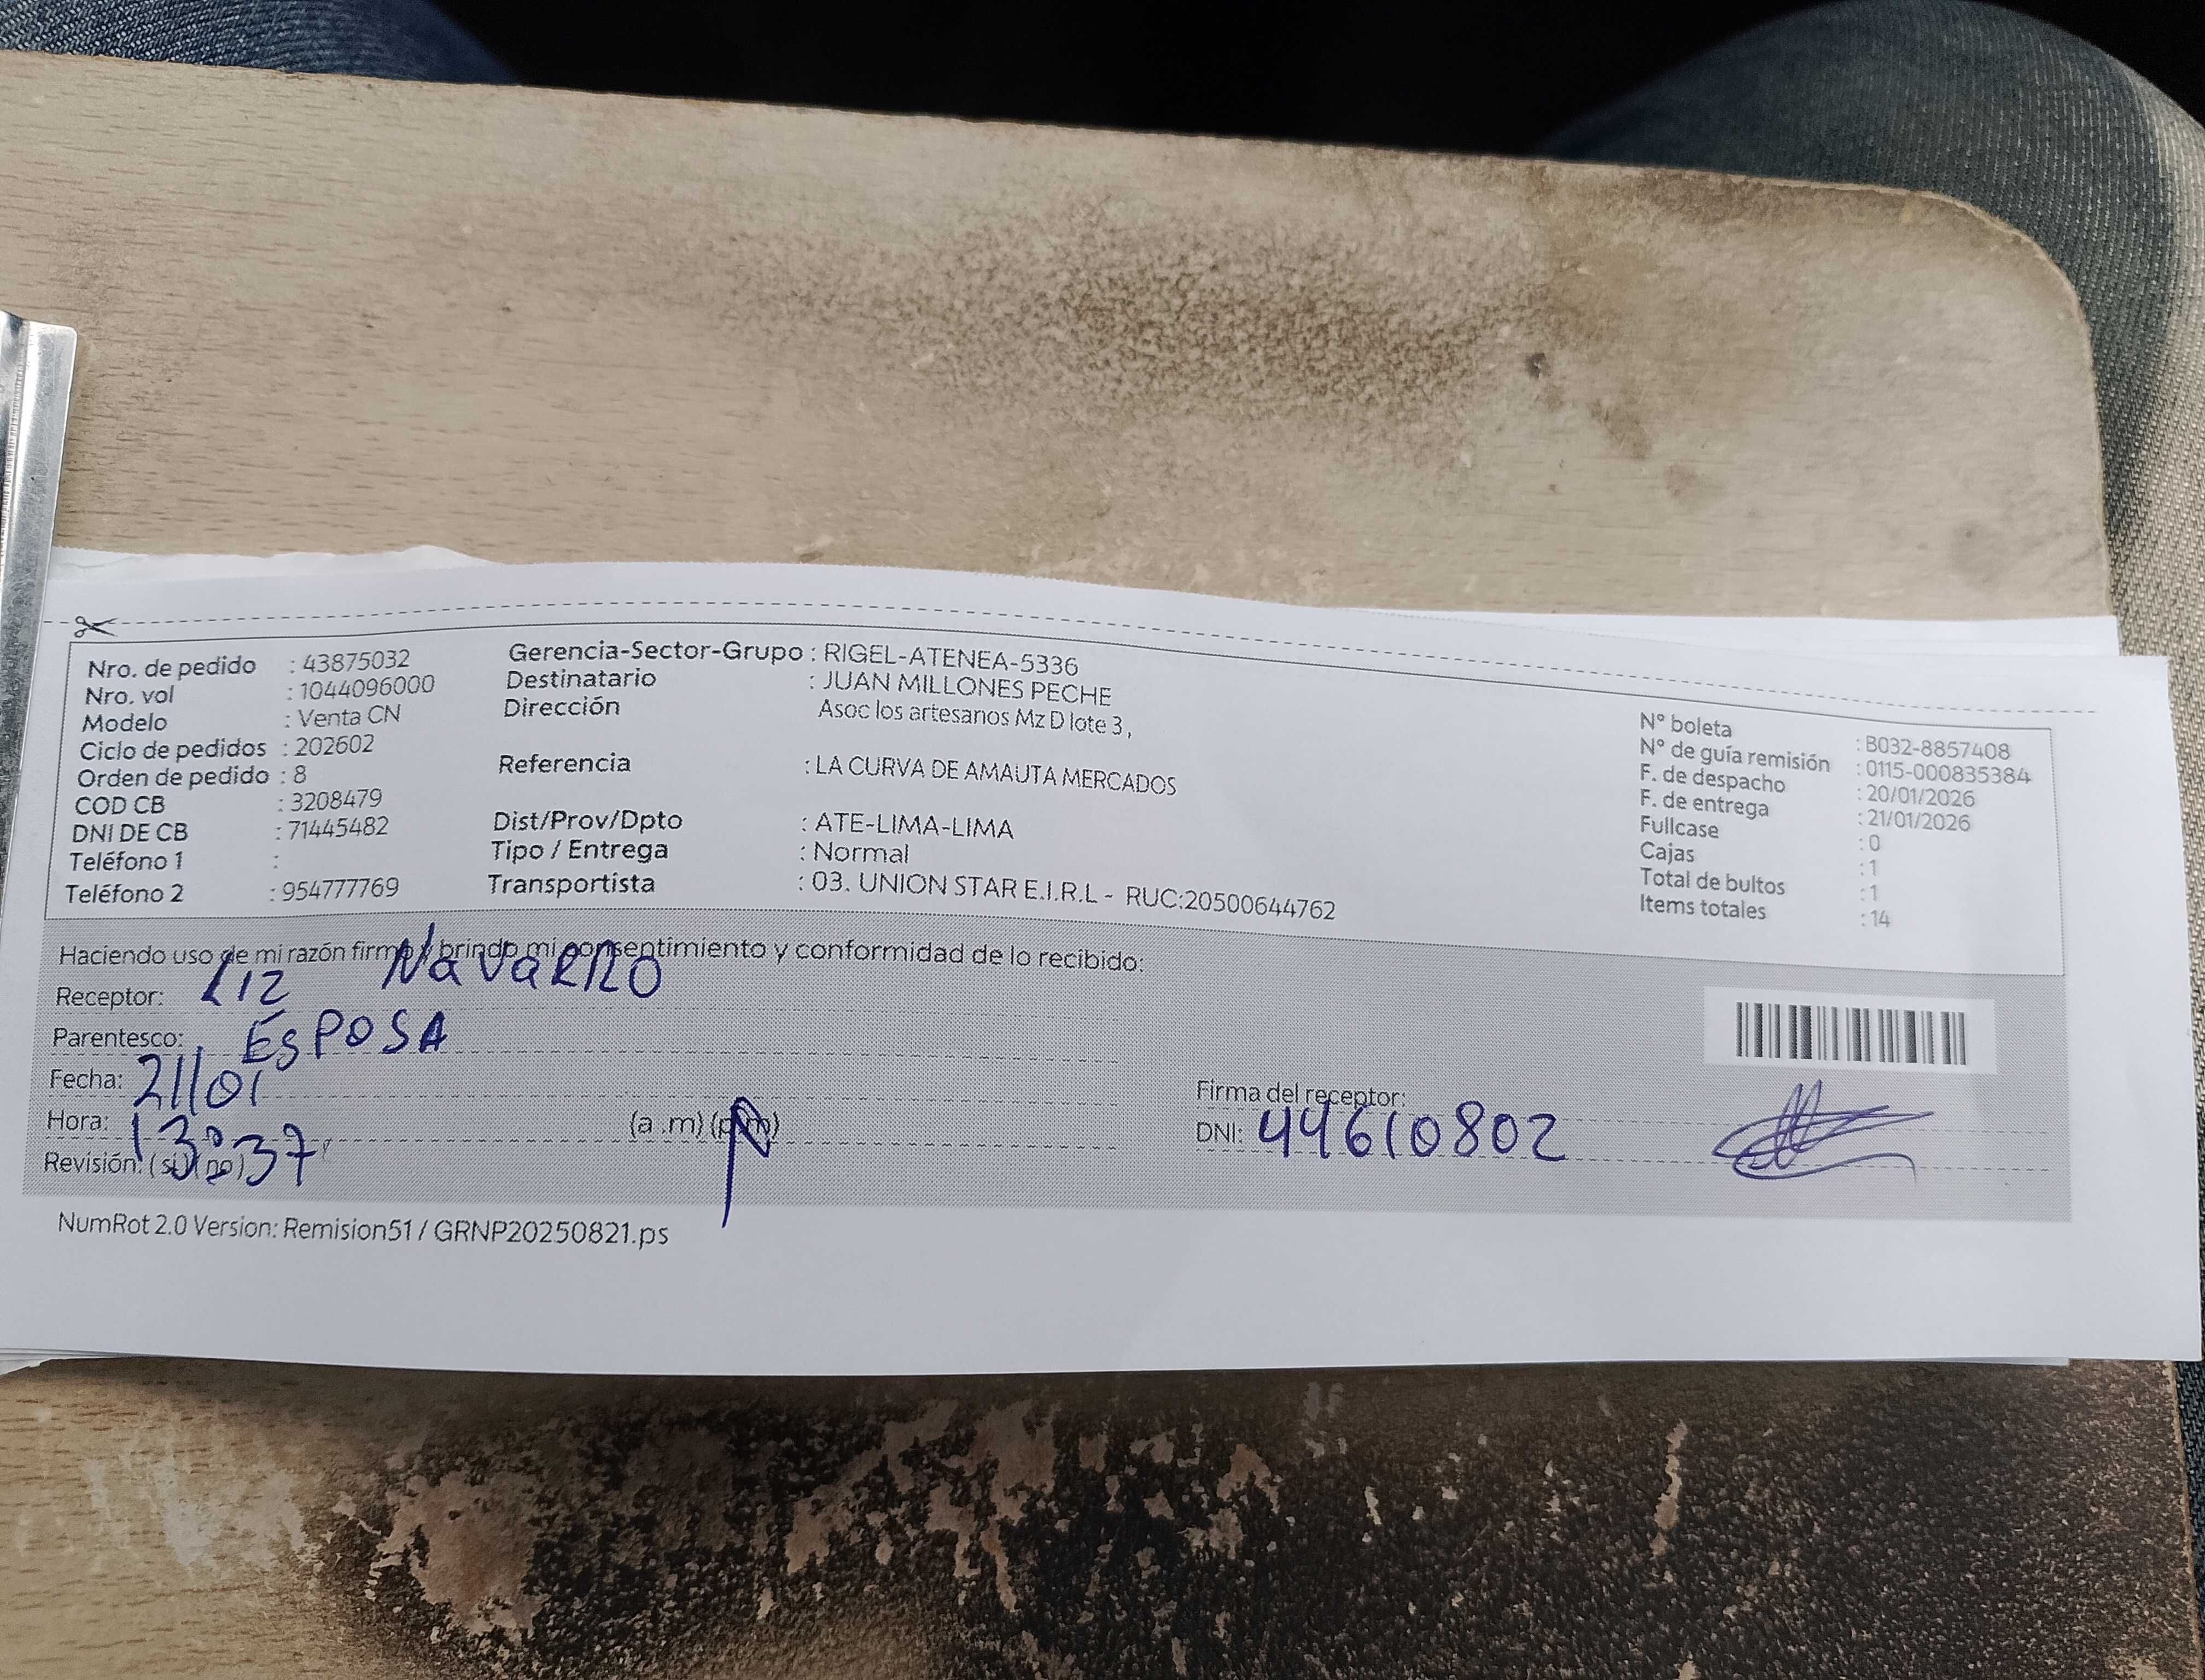 Nro. de pedido : 43875032
Nro. vol : 1044096000
Modelo : Venta CN
Ciclo de pedidos : 202602
Orden de pedido : 8
COD CB : 3208479
DNI DE CB : 71445482
Teléfono 1 :
Teléfono 2 : 954777769
Gerencia-Sector-Grupo : RIGEL-ATENEA-5336
Destinatario : JUAN MILLONES PECHE
Dirección Asoc los artesanos Mz D lote 3,
Referencia : LA CURVA DE AMAUTA MERCADOS
Dist/Prov/Dpto : ATE-LIMA-LIMA
Tipo / Entrega : Normal
Transportista : 03. UNION STAR E.I.R.L - RUC:20500644762
N° boleta : B032-8857408
N° de guía remisión : 0115-000835384
F. de despacho : 20/01/2026
F. de entrega : 21/01/2026
Fullcase : 0
Cajas : 1
Total de bultos : 1
Items totales : 14
Haciendo uso de mi razón firmo y brindo mi consentimiento y conformidad de lo recibido:
Receptor: Liz Navarro
Parentesco: ESPOSA
Fecha: 21/01
Hora: 13:37 (a .m) (p.m)
Revisión: (si) (no)
Firma del receptor:
DNI: 44610802
NumRot 2.0 Version: Remision51 / GRNP20250821.ps